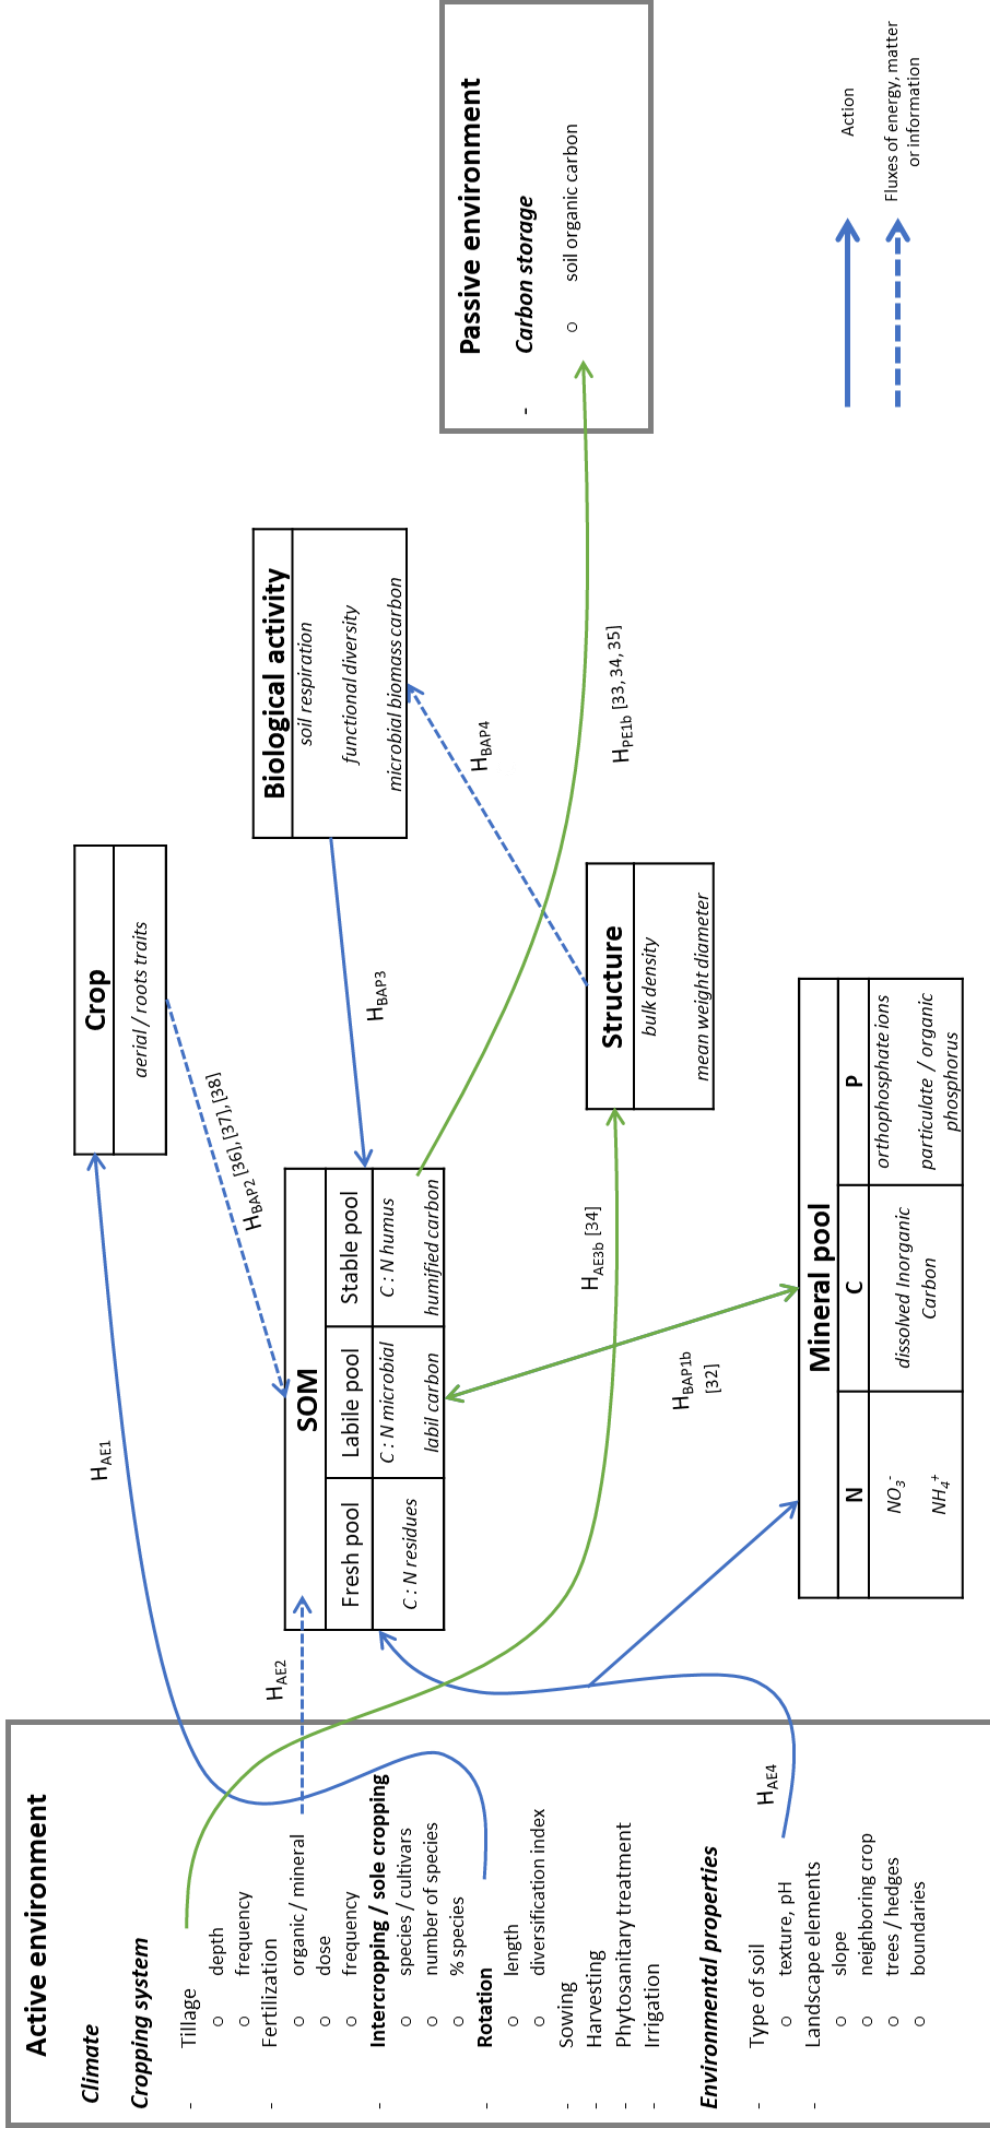 Active environment
Climate
Cropping system
- Tillage
○ depth
○ frequency
- Fertilization
○ organic / mineral
○ dose
○ frequency
- Intercropping / sole cropping
○ species / cultivars
○ number of species
○ % species
- Rotation
○ length
○ diversification index
- Sowing
- Harvesting
- Phytosanitary treatment
- Irrigation
Environmental properties
- Type of soil
○ texture, pH
- Landscape elements
○ slope
○ neighboring crop
○ trees / hedges
○ boundaries
HAE1
HAE2
HAE4
Crop
aerial / roots traits
HBAP2 [36], [37], [38]
SOM
Fresh pool
Labile pool
Stable pool
C : N residues
C : N microbial
labil carbon
C : N humus
humified carbon
HBAP3
Biological activity
soil respiration
functional diversity
microbial biomass carbon
HBAP4
HAE3b [34]
HBAP1b
[32]
Structure
bulk density
mean weight diameter
HPE1b [33, 34, 35]
Mineral pool
N
C
P
NO3-
NH4+
dissolved Inorganic
Carbon
orthophosphate ions
particulate / organic
phosphorus
Passive environment
- Carbon storage
○ soil organic carbon
Action
Fluxes of energy, matter
or information